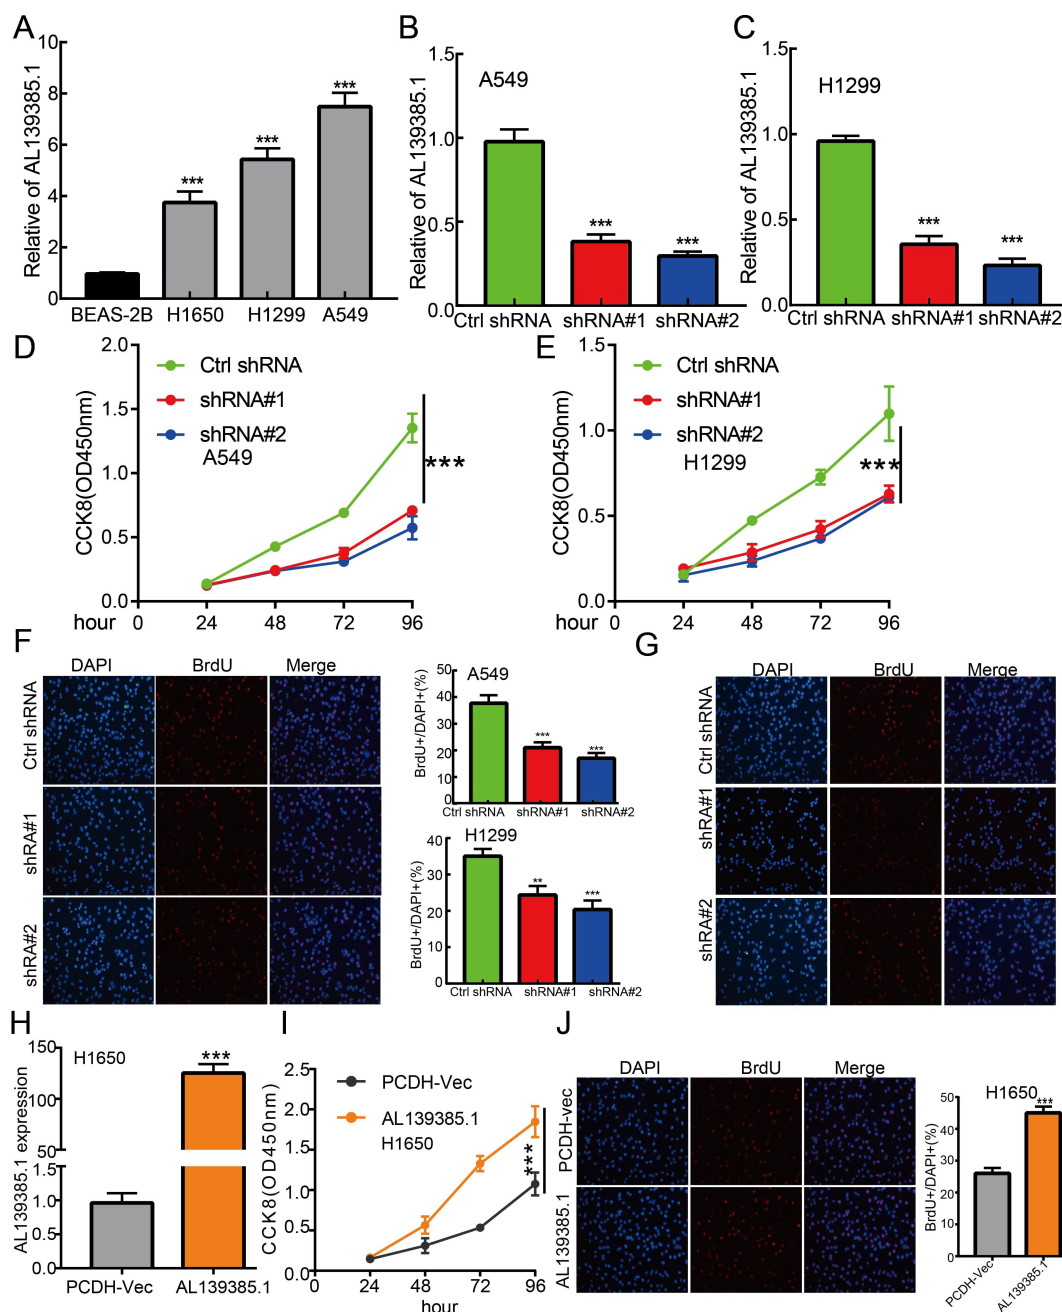 A
Relative of AL139385.1
10
8
6
4
2
0
***
***
***
BEAS-2B H1650 H1299 A549
B
Relative of AL139385.1
A549
1.5
1.0
0.5
0.0
***
***
Ctrl shRNA shRNA#1 shRNA#2
C
Relative of AL139385.1
H1299
1.5
1.0
0.5
0.0
***
***
Ctrl shRNA shRNA#1 shRNA#2
D
CCK8(OD450nm)
2.0
1.5
1.0
0.5
0.0
Ctrl shRNA
shRNA#1
shRNA#2
A549
***
hour 0 24 48 72 96
E
CCK8(OD450nm)
1.5
1.0
0.5
0.0
Ctrl shRNA
shRNA#1
shRNA#2
H1299
***
hour 0 24 48 72 96
F
DAPI BrdU Merge
Ctrl shRNA
shRA#1
shRA#2
A549
BrdU+/DAPI+(%)
50
40
30
20
10
0
***
***
Ctrl shRNA shRNA#1 shRNA#2
H1299
BrdU+/DAPI+(%)
40
30
20
10
0
**
***
Ctrl shRNA shRNA#1 shRNA#2
G
DAPI BrdU Merge
Ctrl shRNA
shRA#1
shRA#2
H
AL139385.1 expression
H1650
150
100
50
1.5
1.0
0.5
0.0
***
PCDH-Vec AL139385.1
I
CCK8(OD450nm)
2.5
2.0
1.5
1.0
0.5
0.0
PCDH-Vec
AL139385.1
H1650
***
24 48 72 96
hour
J
DAPI BrdU Merge
PCDH-vec
AL139385.1
H1650
BrdU+/DAPI+(%)
50
40
30
20
10
0
***
PCDH-Vec AL139385.1